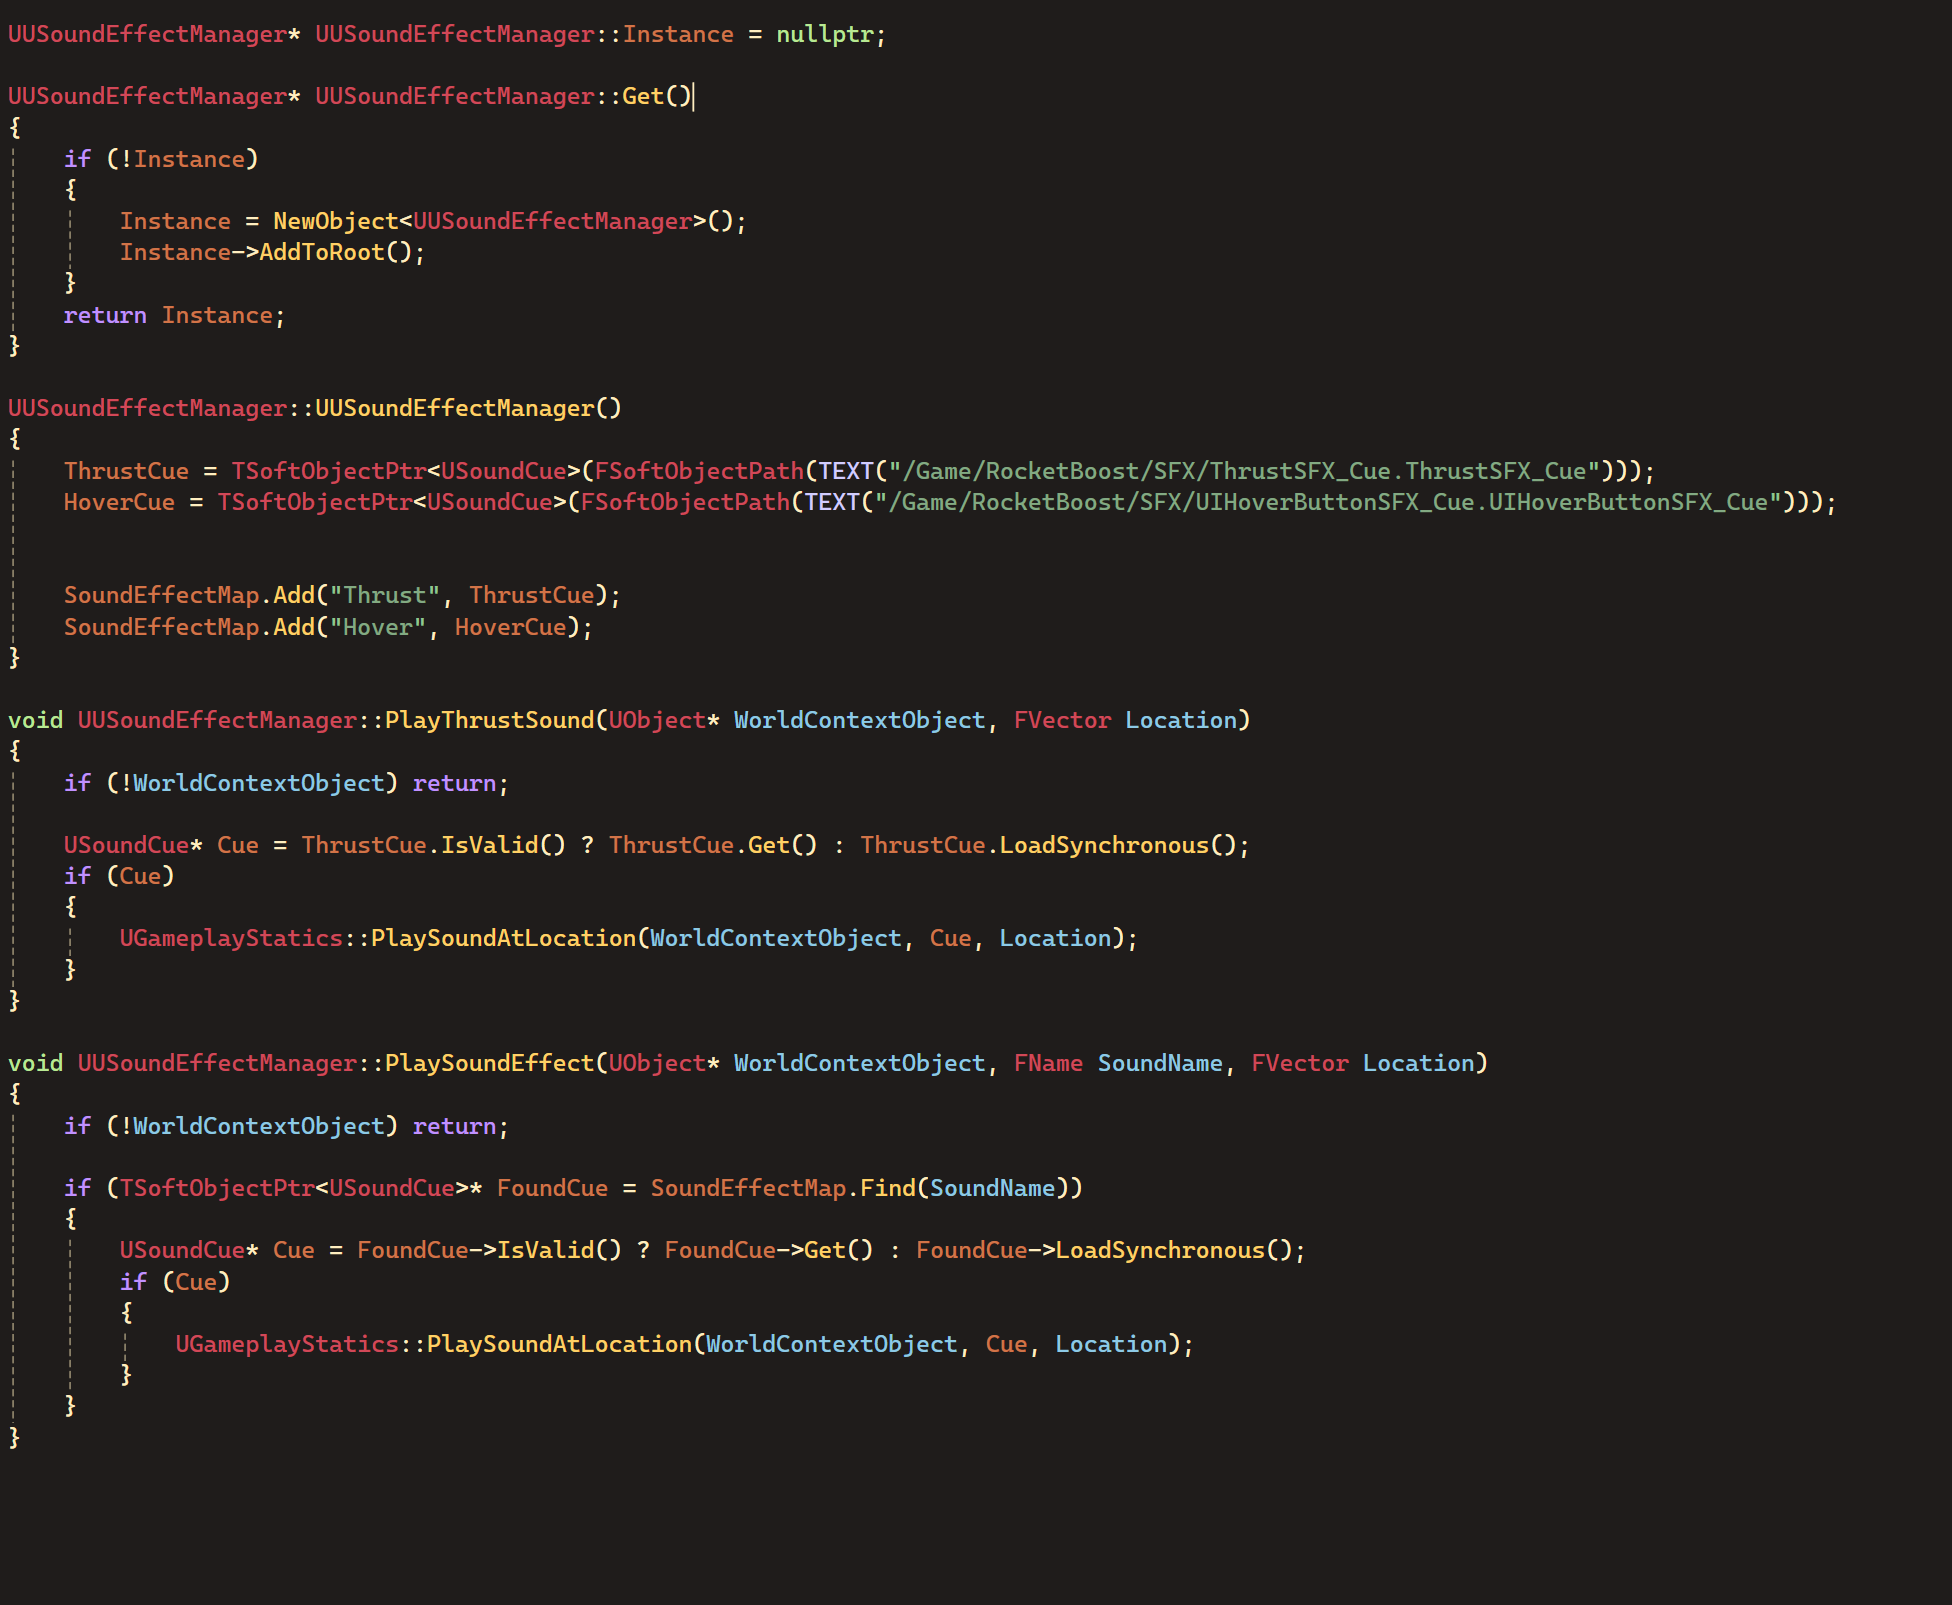 UUSoundEffectManager* UUSoundEffectManager::Instance = nullptr;
UUSoundEffectManager* UUSoundEffectManager::Get()
{
if (!Instance)
{
Instance = NewObject<UUSoundEffectManager>();
Instance->AddToRoot();
}
return Instance;
}
UUSoundEffectManager::UUSoundEffectManager()
{
ThrustCue = TSoftObjectPtr<USoundCue>(FSoftObjectPath(TEXT("/Game/RocketBoost/SFX/ThrustSFX_Cue.ThrustSFX_Cue")));
HoverCue = TSoftObjectPtr<USoundCue>(FSoftObjectPath(TEXT("/Game/RocketBoost/SFX/UIHoverButtonSFX_Cue.UIHoverButtonSFX_Cue")));
SoundEffectMap.Add("Thrust", ThrustCue);
SoundEffectMap.Add("Hover", HoverCue);
}
void UUSoundEffectManager::PlayThrustSound(UObject* WorldContextObject, FVector Location)
{
if (!WorldContextObject) return;
USoundCue* Cue = ThrustCue.IsValid() ? ThrustCue.Get() : ThrustCue.LoadSynchronous();
if (Cue)
{
UGameplayStatics::PlaySoundAtLocation(WorldContextObject, Cue, Location);
}
}
void UUSoundEffectManager::PlaySoundEffect(UObject* WorldContextObject, FName SoundName, FVector Location)
{
if (!WorldContextObject) return;
if (TSoftObjectPtr<USoundCue>* FoundCue = SoundEffectMap.Find(SoundName))
{
USoundCue* Cue = FoundCue->IsValid() ? FoundCue->Get() : FoundCue->LoadSynchronous();
if (Cue)
{
UGameplayStatics::PlaySoundAtLocation(WorldContextObject, Cue, Location);
}
}
}